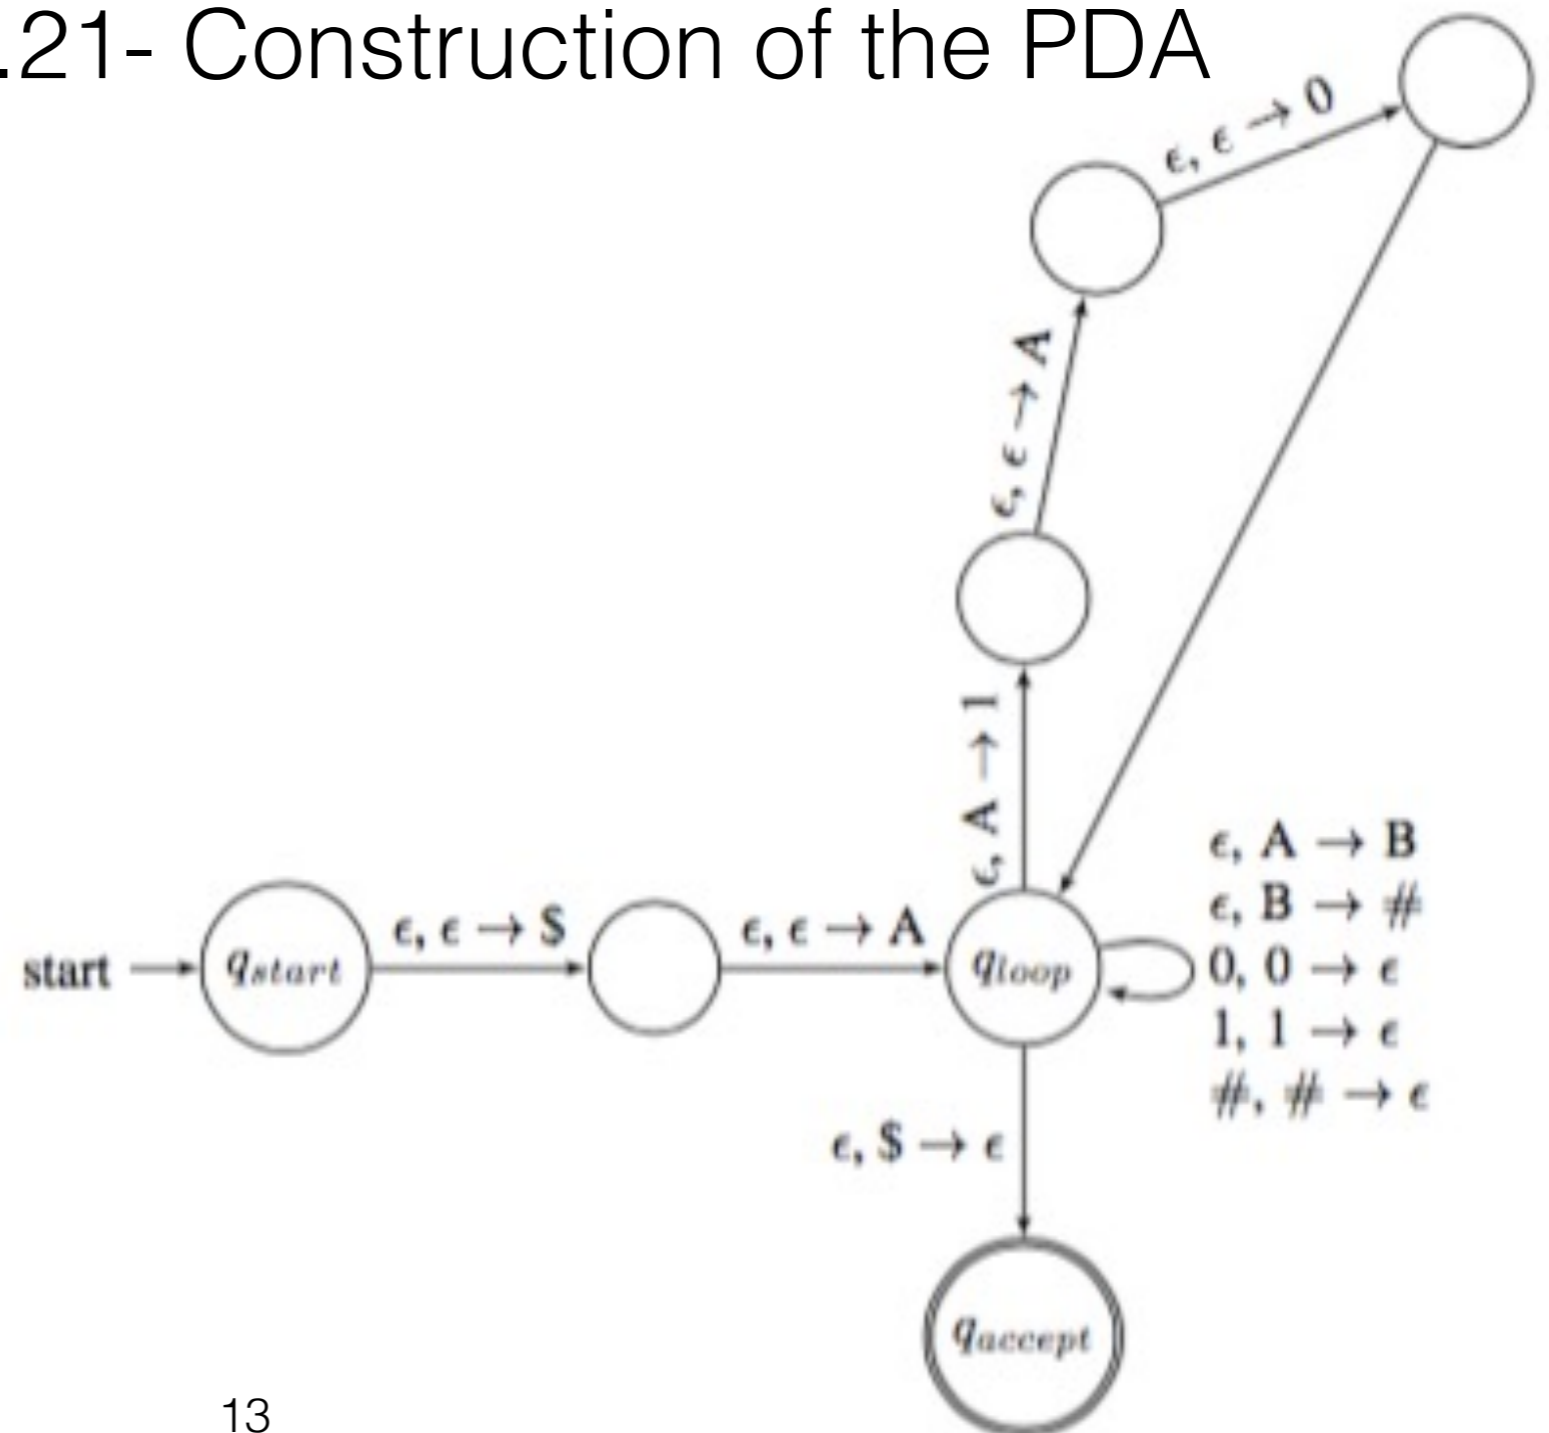 .21- Construction of the PDA
ϵ, ϵ → 0
ϵ, ϵ → A
ϵ, A → 1
ϵ, A → B
ϵ, B → #
0, 0 → ϵ
1, 1 → ϵ
#, # → ϵ
start
q_start
ϵ, ϵ → $
ϵ, ϵ → A
q_loop
ϵ, $ → ϵ
q_accept
13